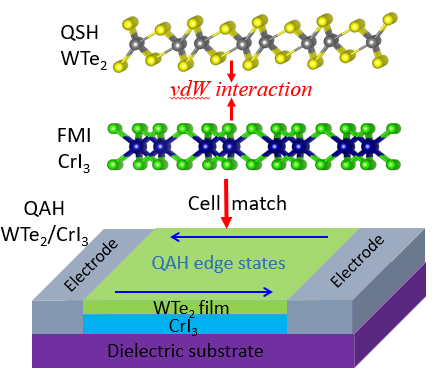 QSH
WTe₂
vdW interaction
FMI
CrI₃
Cell match
QAH
WTe₂/CrI₃
Electrode
QAH edge states
Electrode
WTe₂ film
CrI₃
Dielectric substrate